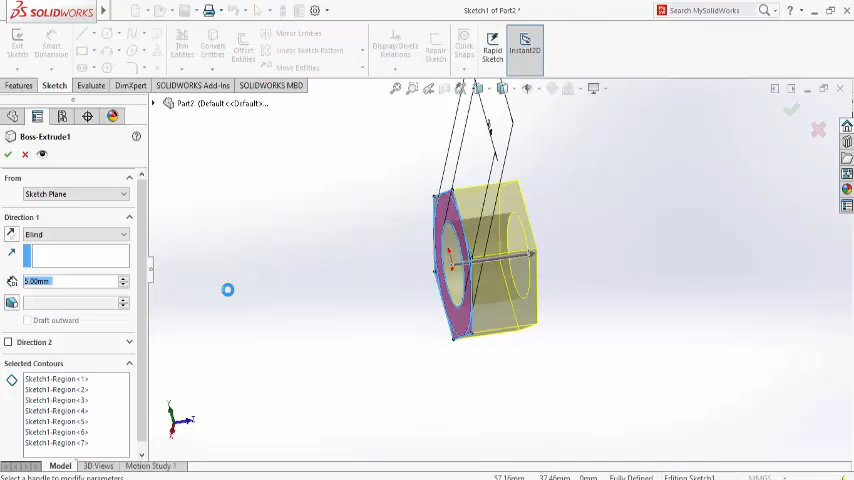 SOLIDWORKS
Sketch1 of Part2 *
Search MySolidWorks
?
Exit Sketch
Smart Dimension
Trim Entities
Convert Entities
Offset Entities
Mirror Entities
Linear Sketch Pattern
Move Entities
Display/Delete Relations
Repair Sketch
Quick Snaps
Rapid Sketch
Instant2D
Features
Sketch
Evaluate
DimXpert
SOLIDWORKS Add-Ins
SOLIDWORKS MBD
Part2 (Default<<Default>...
Boss-Extrude1
From
Sketch Plane
Direction 1
Blind
5.00mm
Draft outward
Direction 2
Selected Contours
Sketch1-Region<1>
Sketch1-Region<2>
Sketch1-Region<3>
Sketch1-Region<4>
Sketch1-Region<5>
Sketch1-Region<6>
Sketch1-Region<7>
Y
Z
X
Model
3D Views
Motion Study 1
Select a handle to modify parameters
57.16mm
37.46mm
0mm
Fully Defined
Editing Sketch1
MMGS